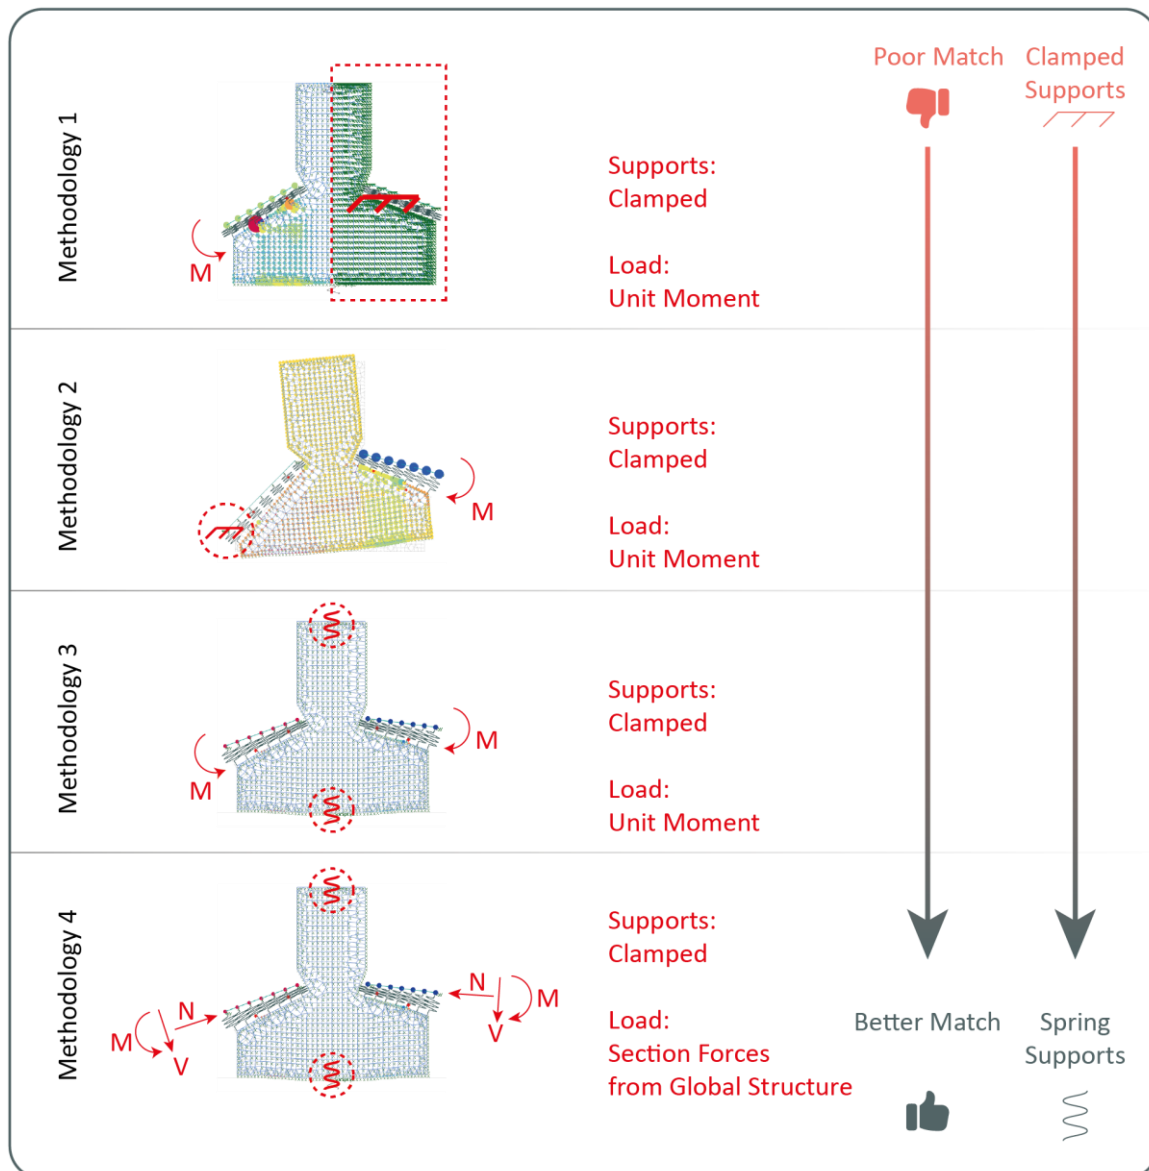 Poor Match
Clamped
Supports
Methodology 1
M
Supports:
Clamped
Load:
Unit Moment
Methodology 2
M
Supports:
Clamped
Load:
Unit Moment
Methodology 3
M
M
Supports:
Clamped
Load:
Unit Moment
Methodology 4
N
M
V
N
M
V
Supports:
Clamped
Load:
Section Forces
from Global Structure
Better Match
Spring
Supports